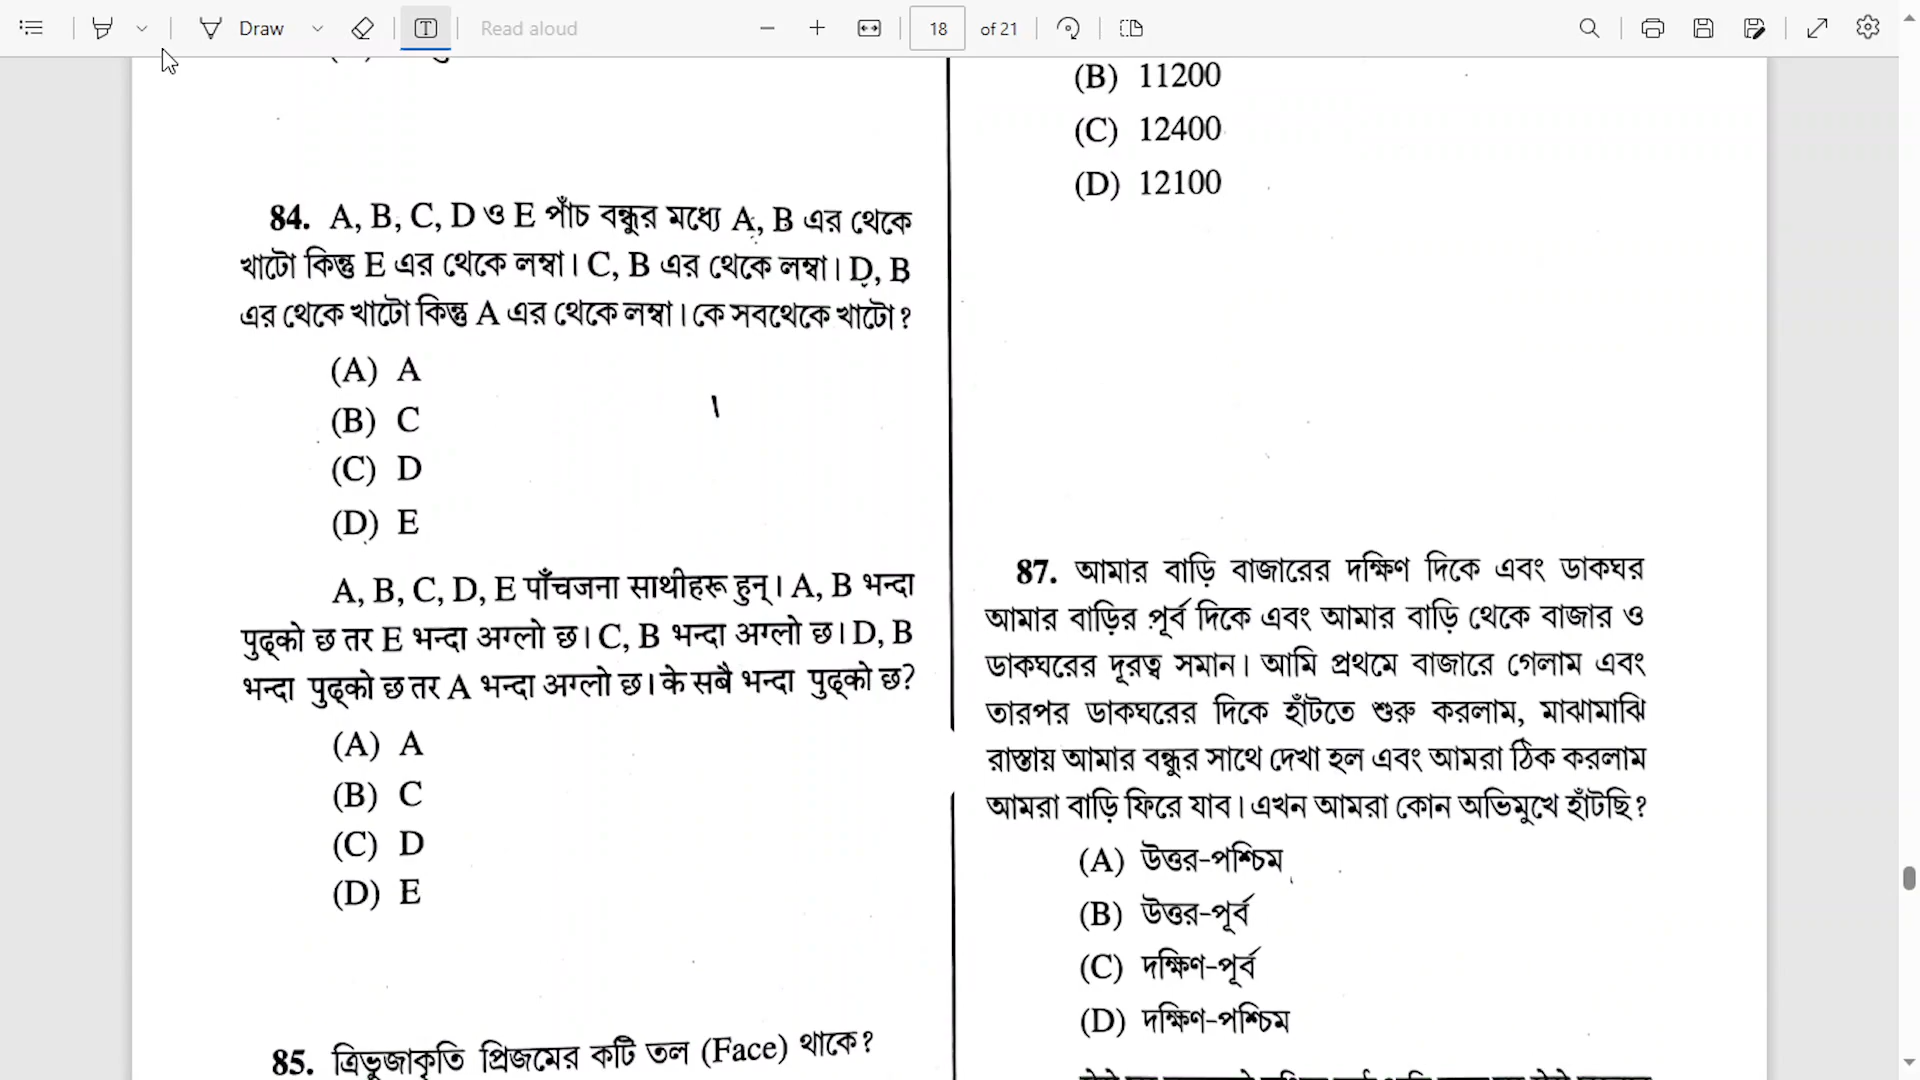 Draw
Read aloud
18
of 21
84. A, B, C, D ও E পাঁচ বন্ধুর মধ্যে A, B এর থেকে
খাটো কিন্তু E এর থেকে লম্বা। C, B এর থেকে লম্বা। D, B
এর থেকে খাটো কিন্তু A এর থেকে লম্বা। কে সবথেকে খাটো?
(A) A
(B) C
(C) D
(D) E
A, B, C, D, E पाँचजना साथीहरू हुन्। A, B भन्दा
पुढ्को छ तर E भन्दा अग्लो छ। C, B भन्दा अग्लो छ। D, B
भन्दा पुढ्को छ तर A भन्दा अग्लो छ। के सबै भन्दा पुढ्को छ?
(A) A
(B) C
(C) D
(D) E
85. ত্রিভুজাকৃতি প্রিজমের কটি তল (Face) থাকে?
(B) 11200
(C) 12400
(D) 12100
87. আমার বাড়ি বাজারের দক্ষিণ দিকে এবং ডাকঘর
আমার বাড়ির পূর্ব দিকে এবং আমার বাড়ি থেকে বাজার ও
ডাকঘরের দূরত্ব সমান। আমি প্রথমে বাজারে গেলাম এবং
তারপর ডাকঘরের দিকে হাঁটতে শুরু করলাম, মাঝামাঝি
রাস্তায় আমার বন্ধুর সাথে দেখা হল এবং আমরা ঠিক করলাম
আমরা বাড়ি ফিরে যাব। এখন আমরা কোন অভিমুখে হাঁটছি?
(A) উত্তর-পশ্চিম
(B) উত্তর-পূর্ব
(C) দক্ষিণ-পূর্ব
(D) দক্ষিণ-পশ্চিম